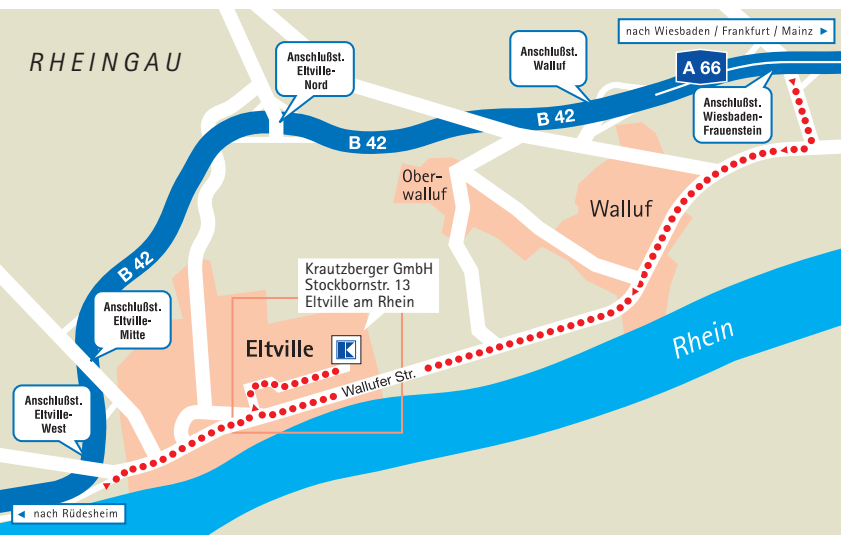 nach Wiesbaden / Frankfurt / Mainz ►
RHEINGAU
Anschlußst.
Eltville-
Nord
Anschlußst.
Walluf
A 66
Anschlußst.
Wiesbaden-
Frauenstein
B 42
B 42
Ober-
walluf
Walluf
B 42
Krautzberger GmbH
Stockbornstr. 13
Eltville am Rhein
Anschlußst.
Eltville-
Mitte
Eltville
K
Rhein
Wallufer Str.
Anschlußst.
Eltville-
West
◄ nach Rüdesheim